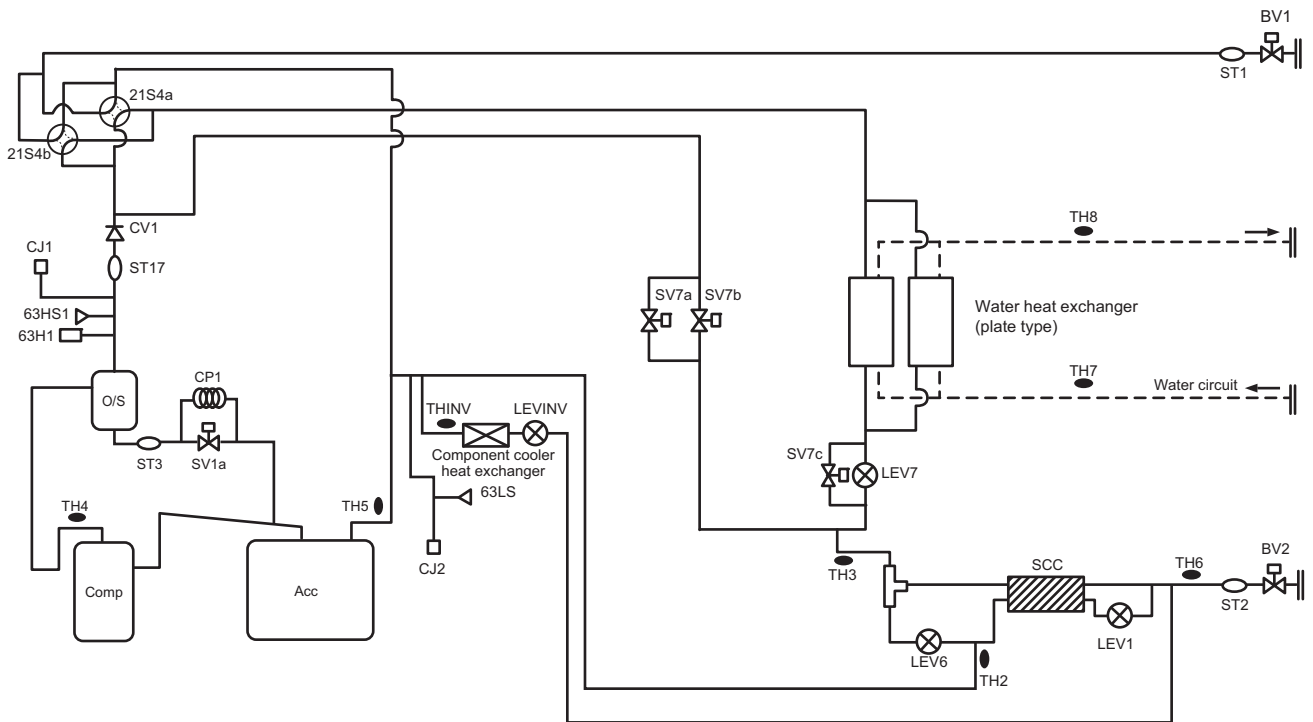 BV1
ST1
21S4a
21S4b
CV1
CJ1
ST17
63HS1
63H1
O/S
CP1
ST3
SV1a
TH4
Comp
Acc
TH5
THINV
LEVINV
Component cooler
heat exchanger
63LS
CJ2
SV7a
SV7b
TH8
Water heat exchanger
(plate type)
TH7
Water circuit
SV7c
LEV7
TH3
SCC
TH6
BV2
ST2
LEV1
LEV6
TH2